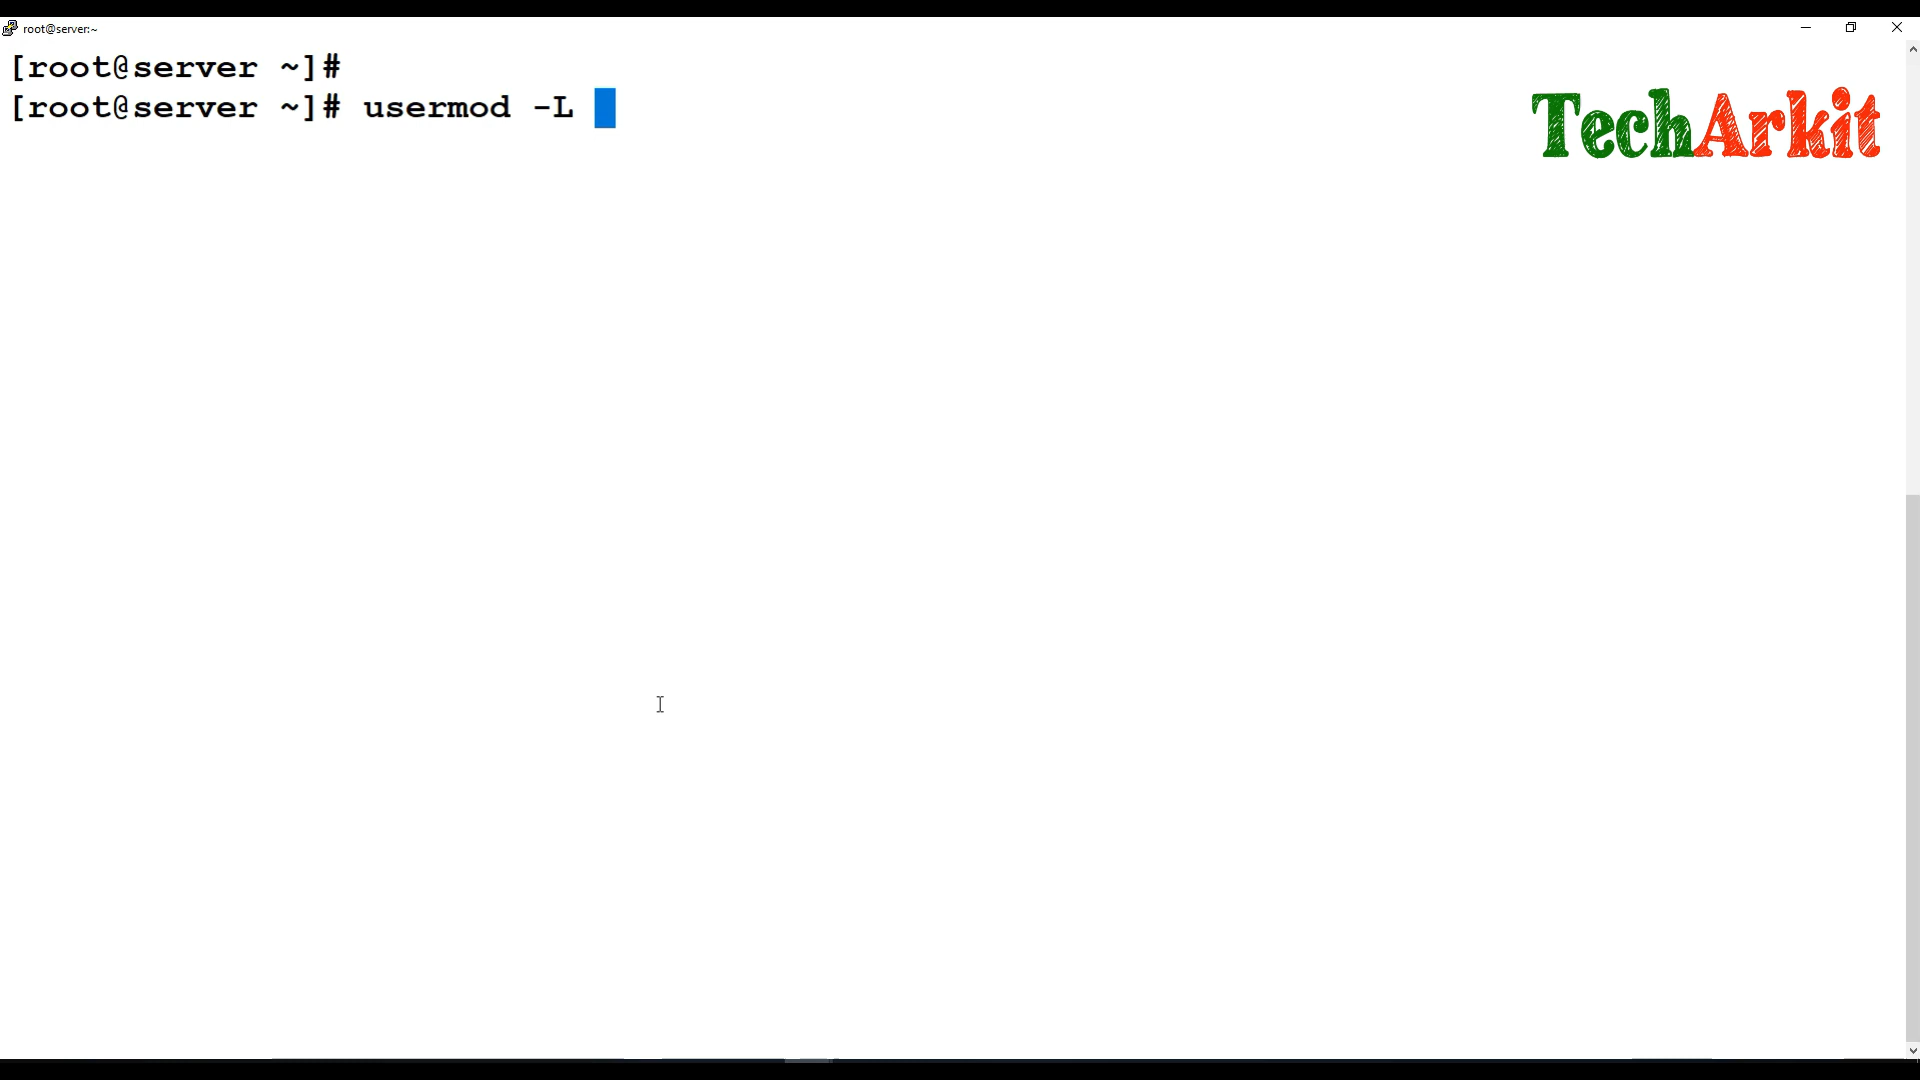 root@server:~
[root@server ~]#
[root@server ~]# usermod -L
TechArkit